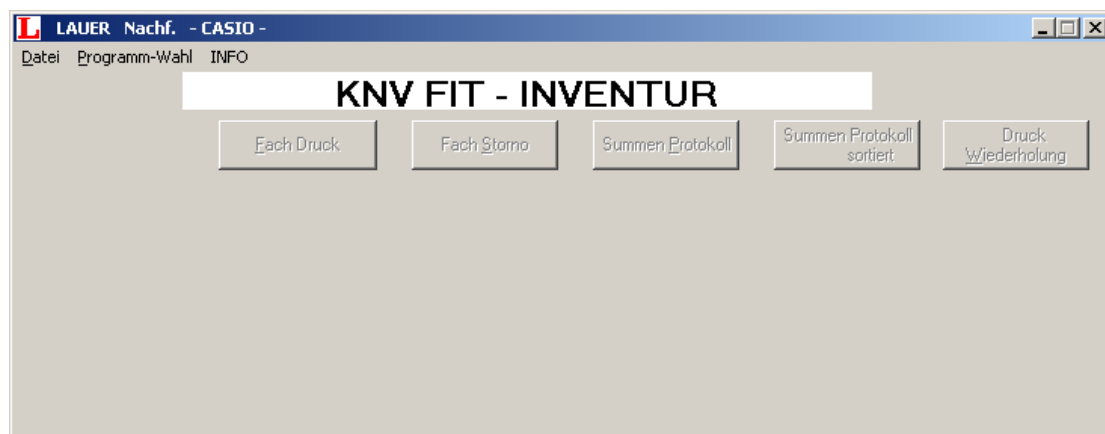 L LAUER Nachf. - CASIO -
Datei Programm-Wahl INFO
KNV FIT - INVENTUR
Fach Druck
Fach Storno
Summen Protokoll
Summen Protokoll
sortiert
Druck
Wiederholung